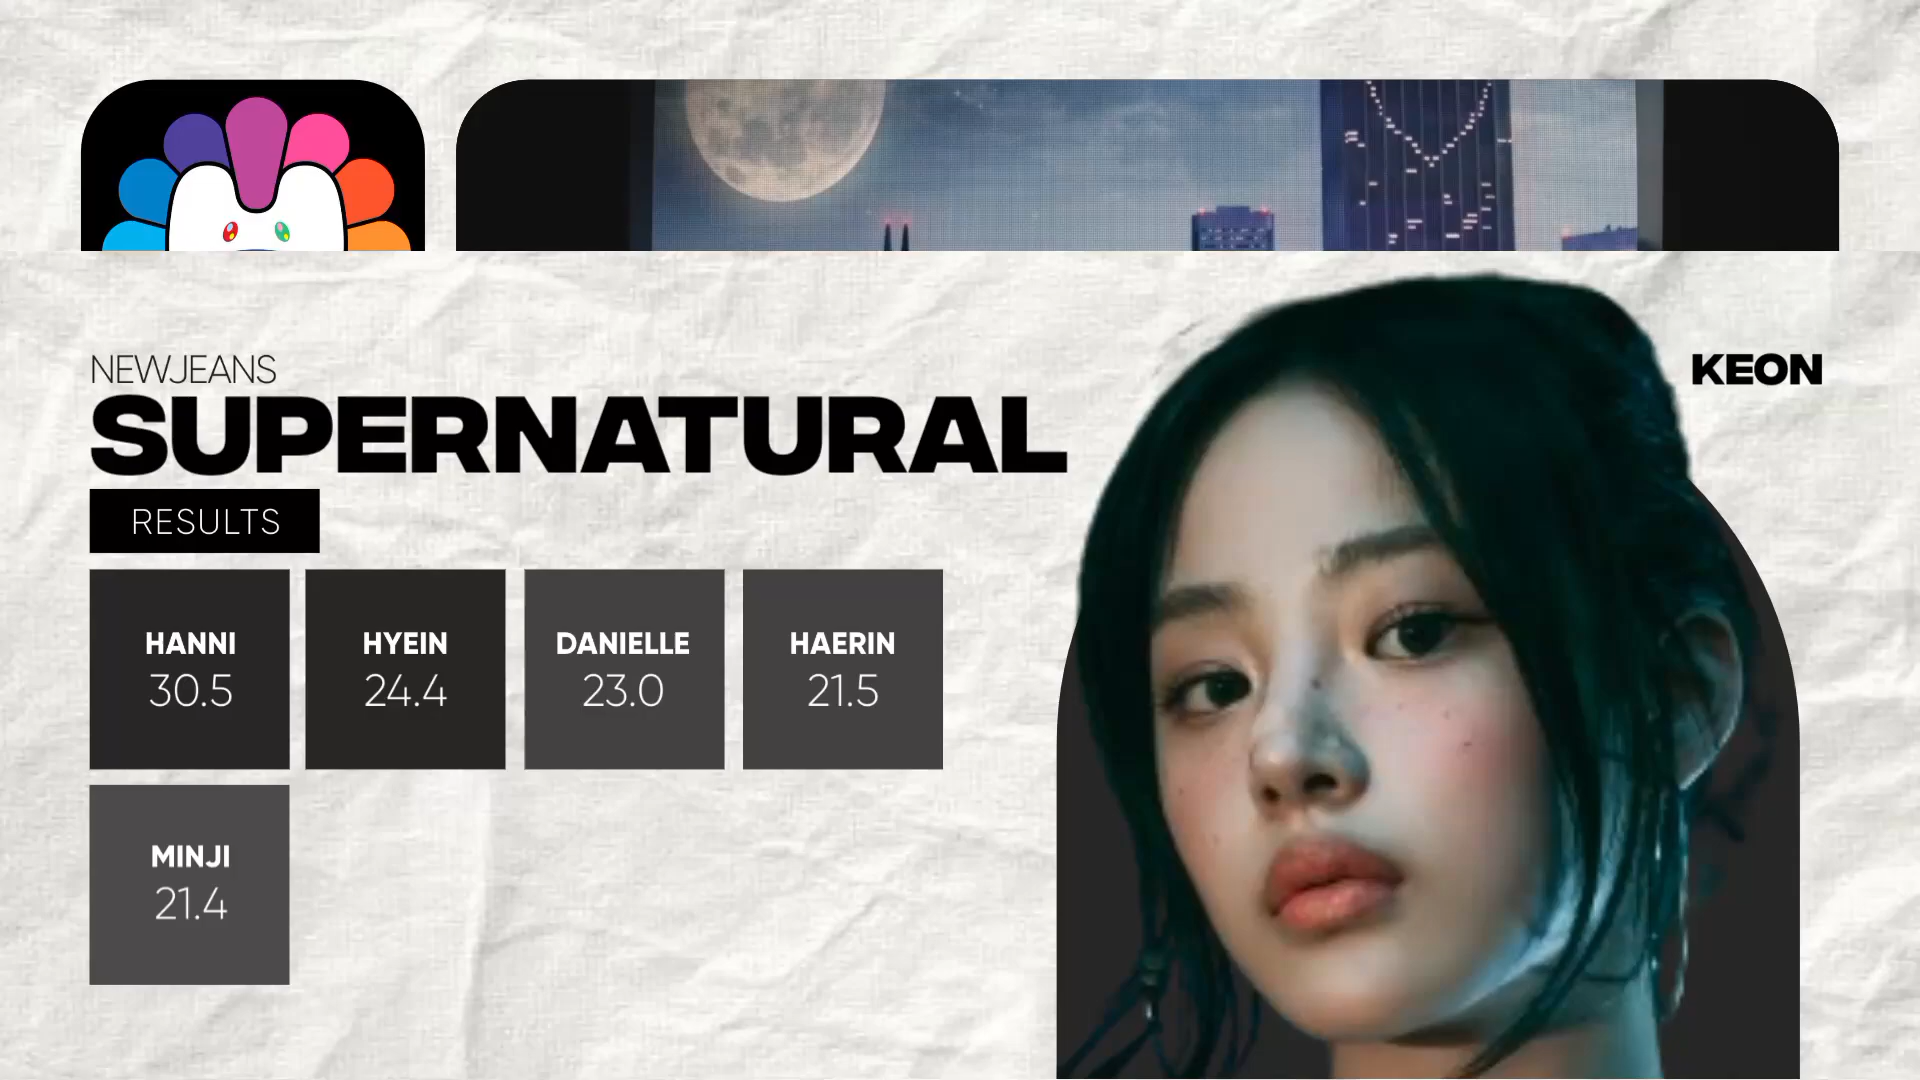 NEWJEANS
KEON
SUPERNATURAL
RESULTS
HANNI
30.5
HYEIN
24.4
DANIELLE
23.0
HAERIN
21.5
MINJI
21.4